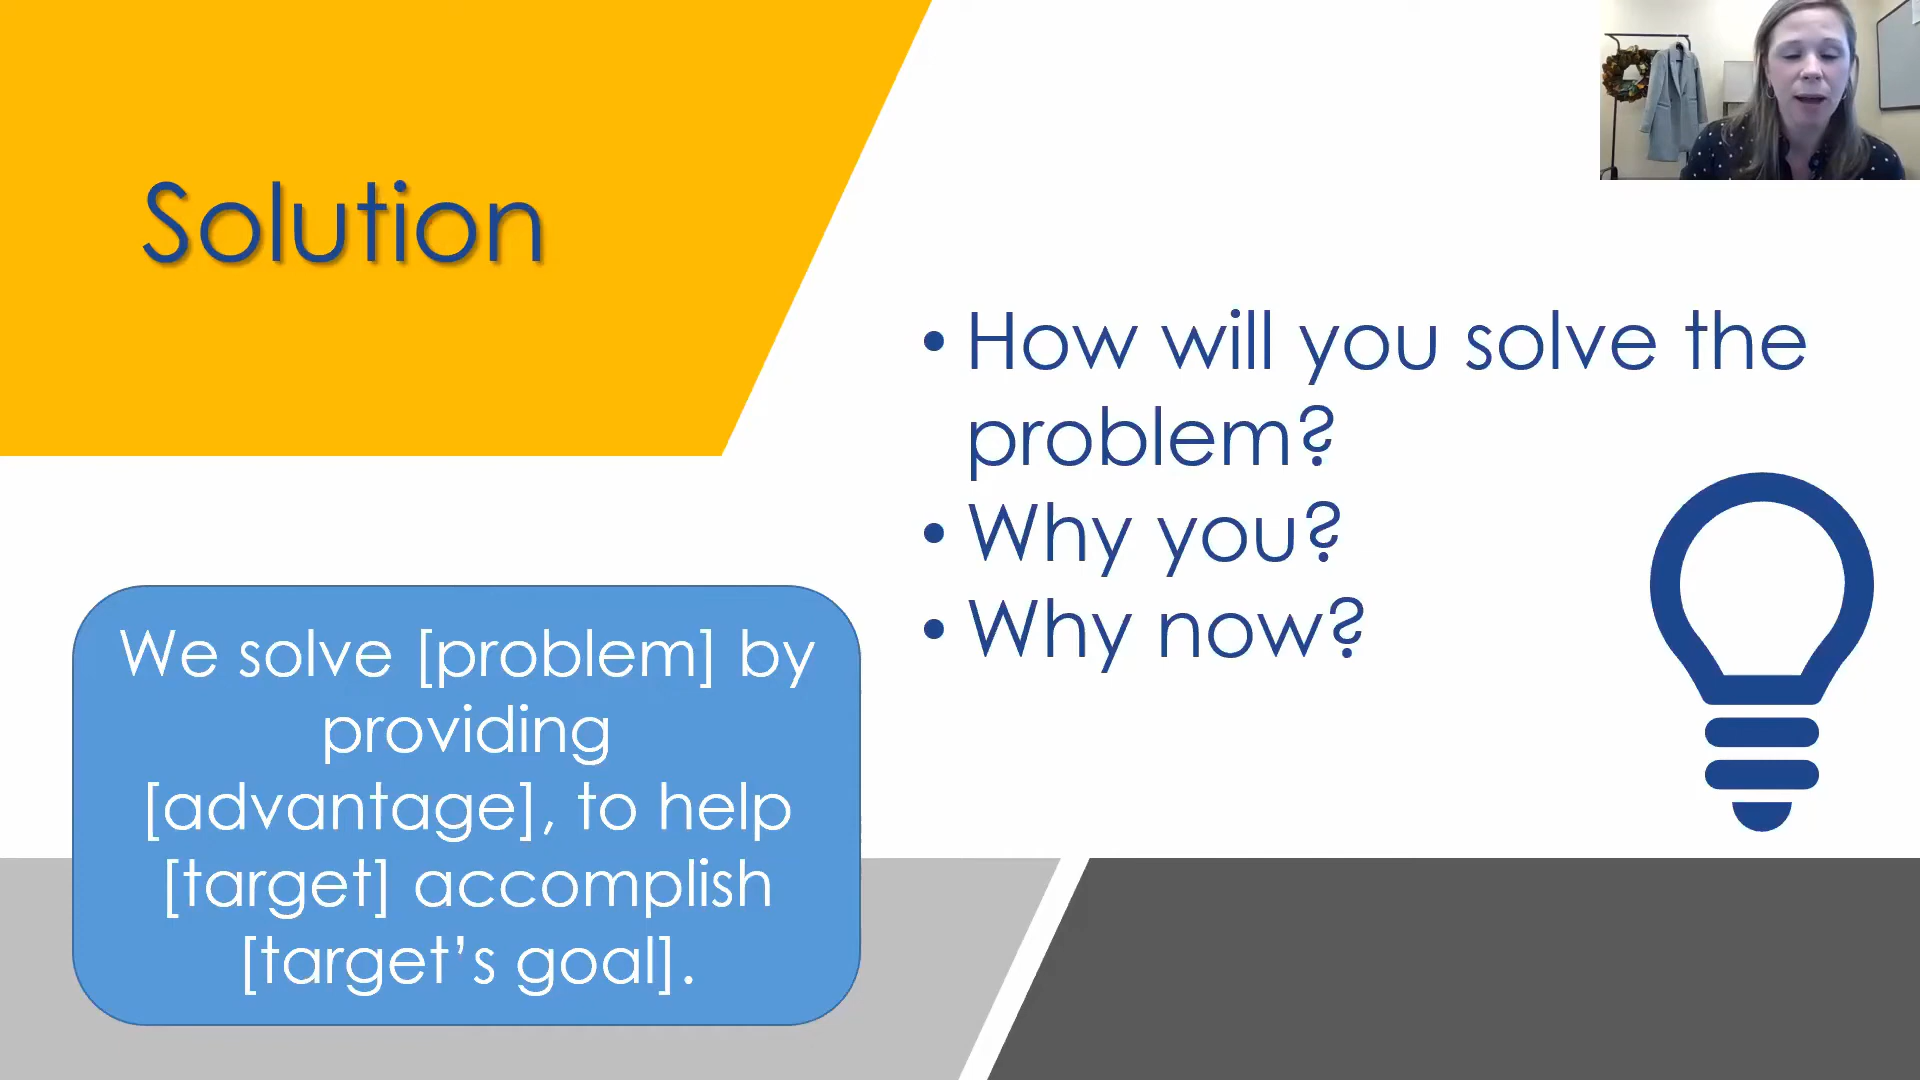 Solution
• How will you solve the
problem?
• Why you?
• Why now?
We solve [problem] by
providing
[advantage], to help
[target] accomplish
[target’s goal].